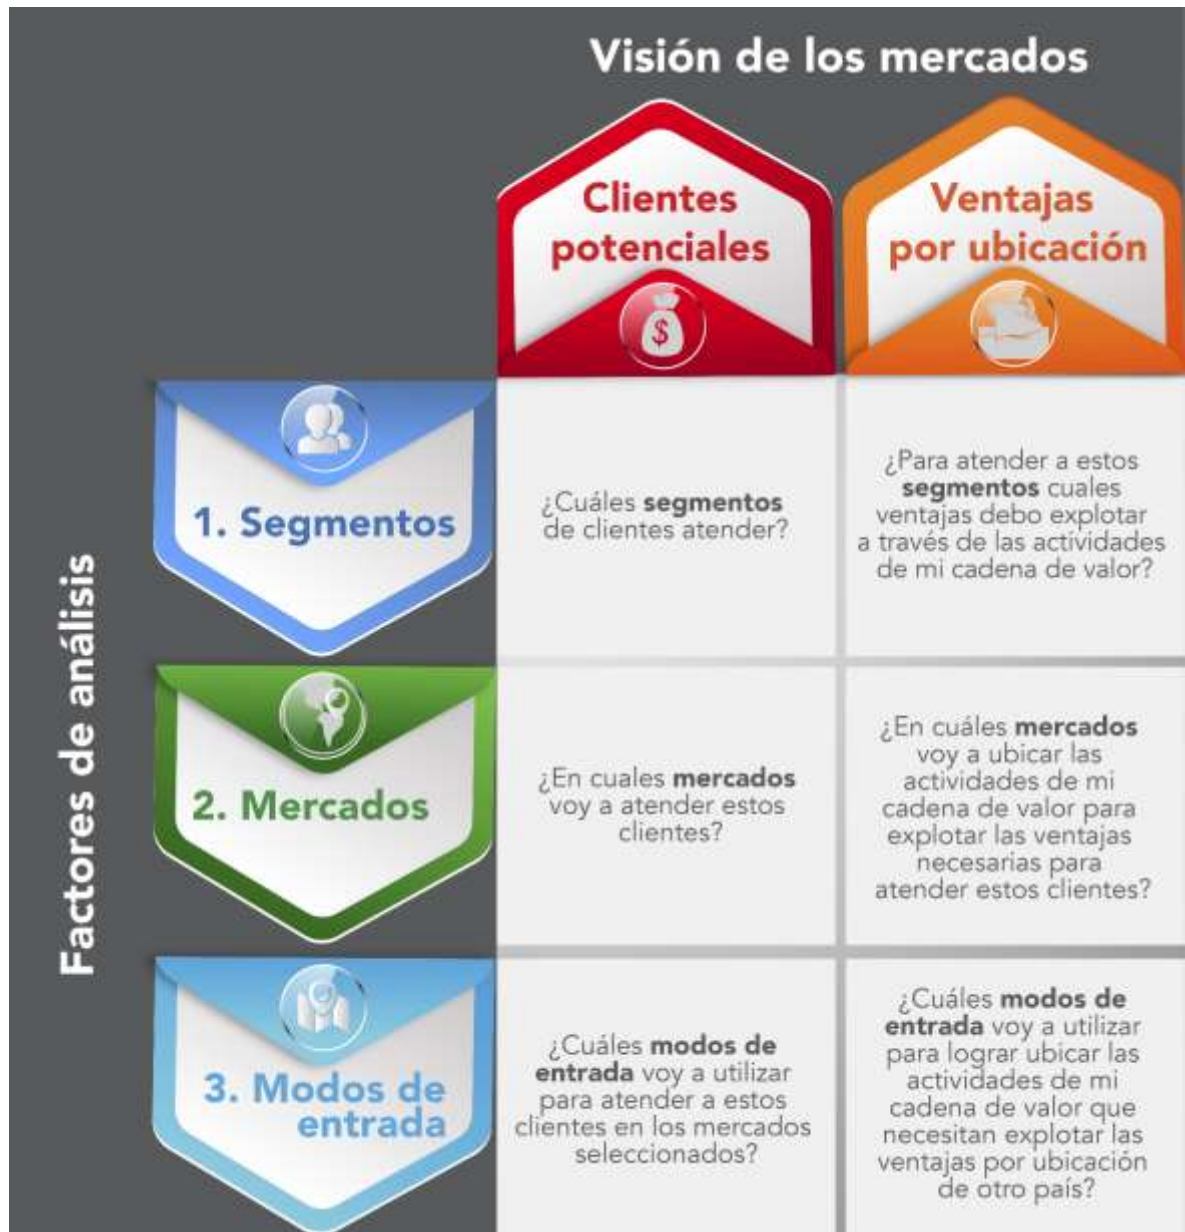 Visión de los mercados
Clientes
potenciales
Ventajas
por ubicación
$
Factores de análisis
1. Segmentos
¿Cuáles segmentos
de clientes atender?
¿Para atender a estos
segmentos cuales
ventajas debo explotar
a través de las actividades
de mi cadena de valor?
2. Mercados
¿En cuales mercados
voy a atender estos
clientes?
¿En cuáles mercados
voy a ubicar las
actividades de mi
cadena de valor para
explotar las ventajas
necesarias para
atender estos clientes?
3. Modos de
entrada
¿Cuáles modos de
entrada voy a utilizar
para atender a estos
clientes en los mercados
seleccionados?
¿Cuáles modos de
entrada voy a utilizar
para lograr ubicar las
actividades de mi
cadena de valor que
necesitan explotar las
ventajas por ubicación
de otro país?